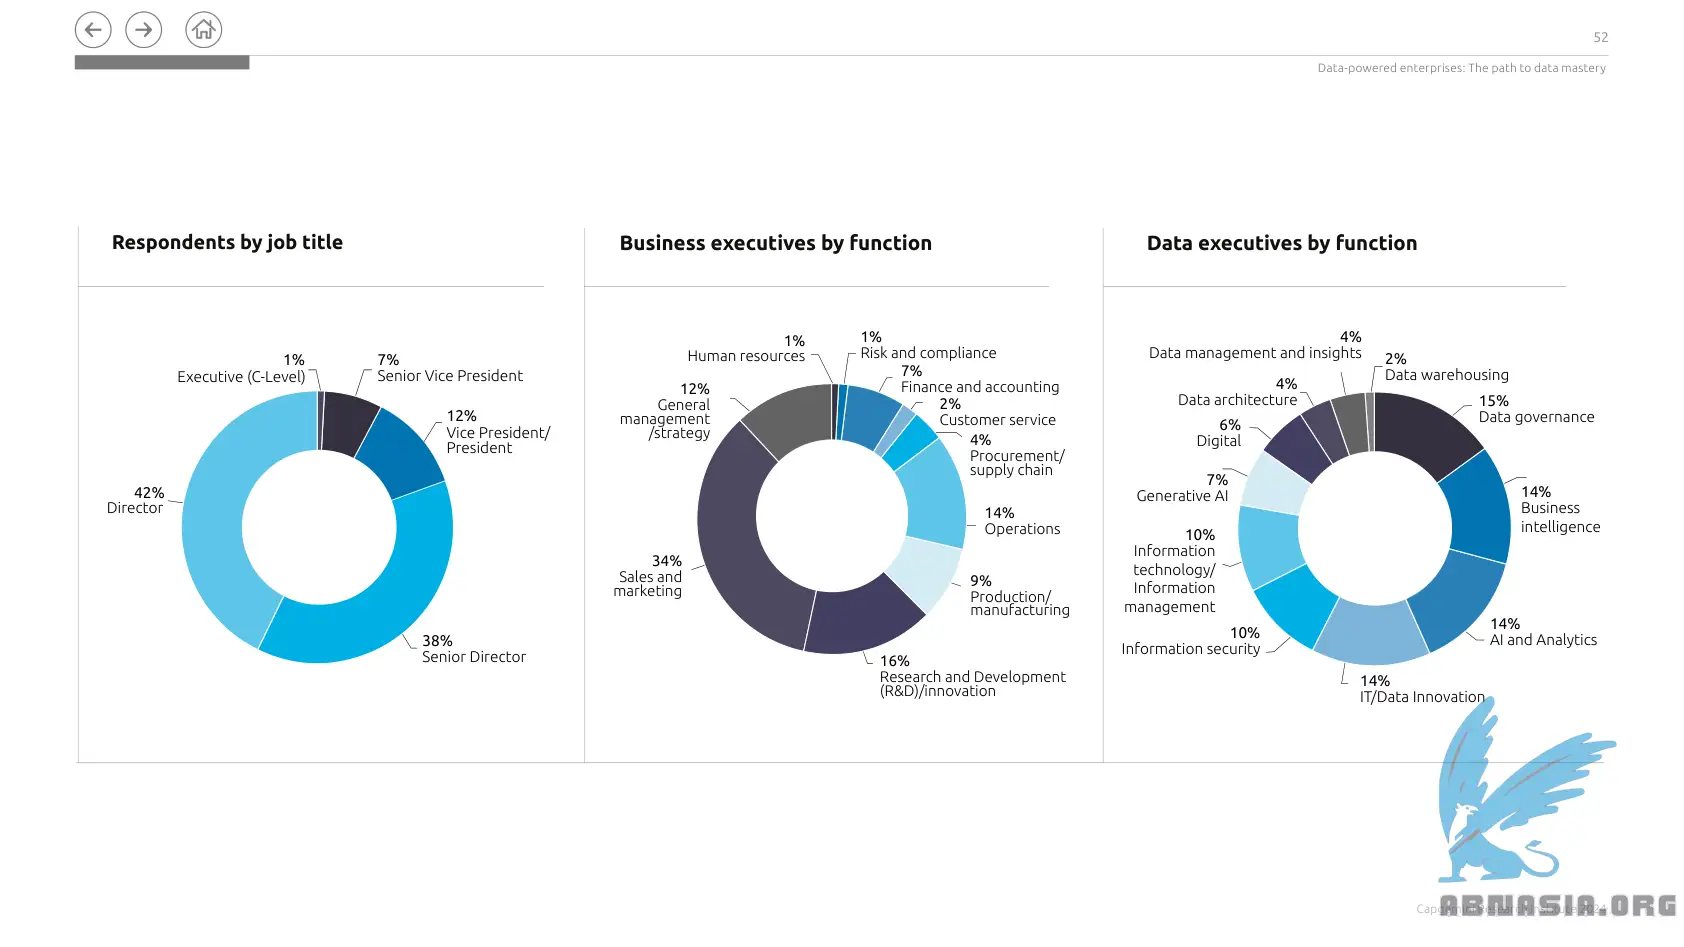 52
Data-powered enterprises: The path to data mastery
Respondents by job title
1%
Executive (C-Level)
7%
Senior Vice President
12%
Vice President/
President
42%
Director
38%
Senior Director
Business executives by function
1%
Human resources
1%
Risk and compliance
7%
Finance and accounting
2%
Customer service
4%
Procurement/
supply chain
14%
Operations
9%
Production/
manufacturing
16%
Research and Development
(R&D)/innovation
34%
Sales and
marketing
12%
General
management
/strategy
Data executives by function
4%
Data management and insights
2%
Data warehousing
15%
Data governance
14%
Business
intelligence
14%
AI and Analytics
14%
IT/Data Innovation
10%
Information security
10%
Information
technology/
Information
management
7%
Generative AI
6%
Digital
4%
Data architecture
ABNASIA.ORG